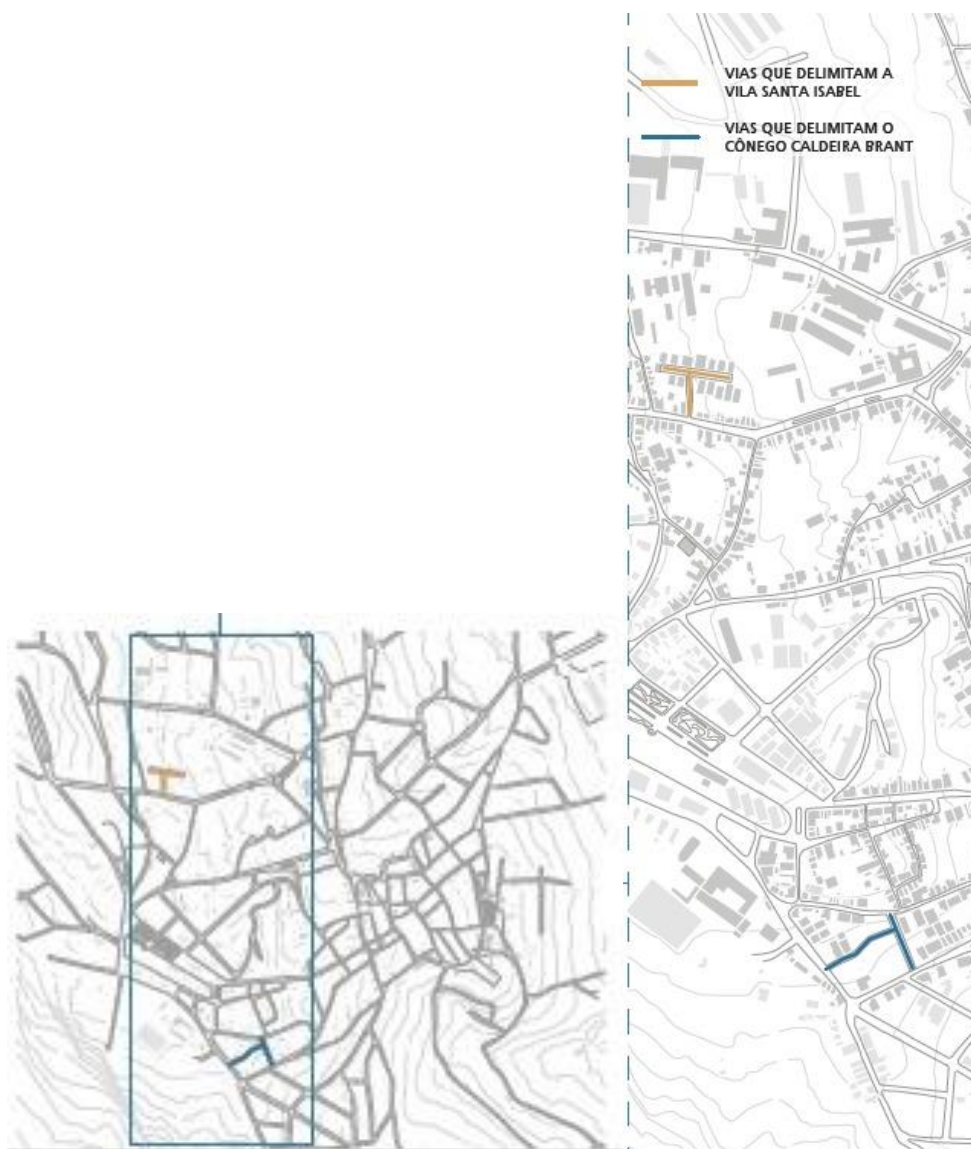 VIAS QUE DELIMITAM A
VILA SANTA ISABEL
VIAS QUE DELIMITAM O
CÔNEGO CALDEIRA BRANT